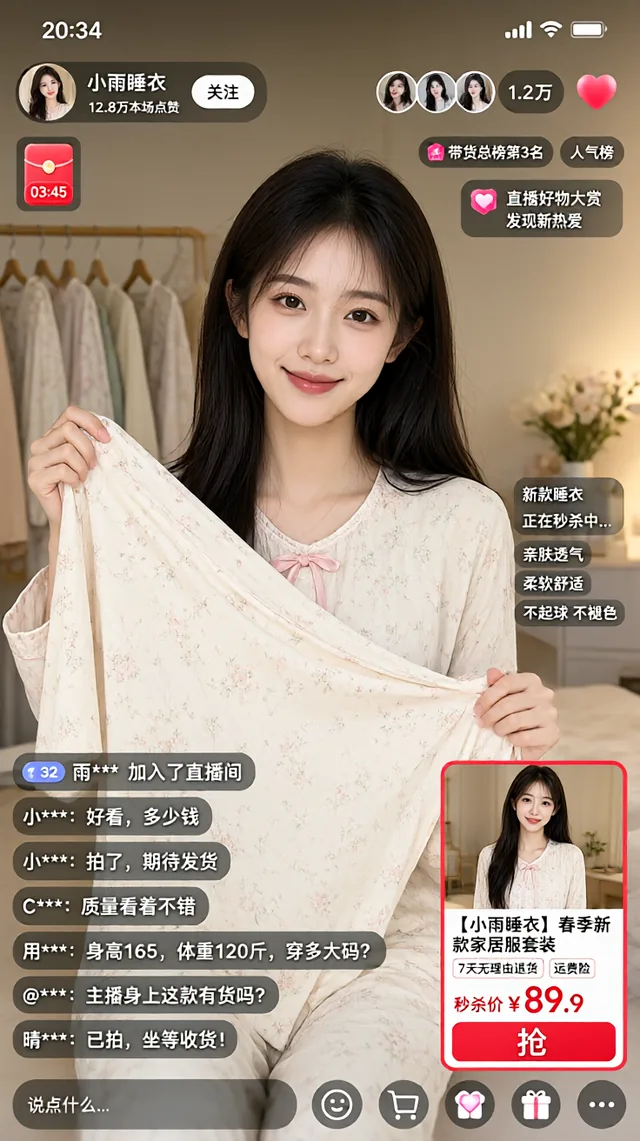 20:34
小雨睡衣
12.8万本场点赞
关注
1.2万
03:45
带货总榜第3名
人气榜
直播好物大赏
发现新热爱
新款睡衣
正在秒杀中...
亲肤透气
柔软舒适
不起球 不褪色
32 雨*** 加入了直播间
小***：好看，多少钱
小***：拍了，期待发货
C***：质量看着不错
用***：身高165，体重120斤，穿多大码？
@***：主播身上这款有货吗？
晴***：已拍，坐等收货！
【小雨睡衣】春季新
款家居服套装
7天无理由退货 运费险
秒杀价 ¥89.9
抢
说点什么...